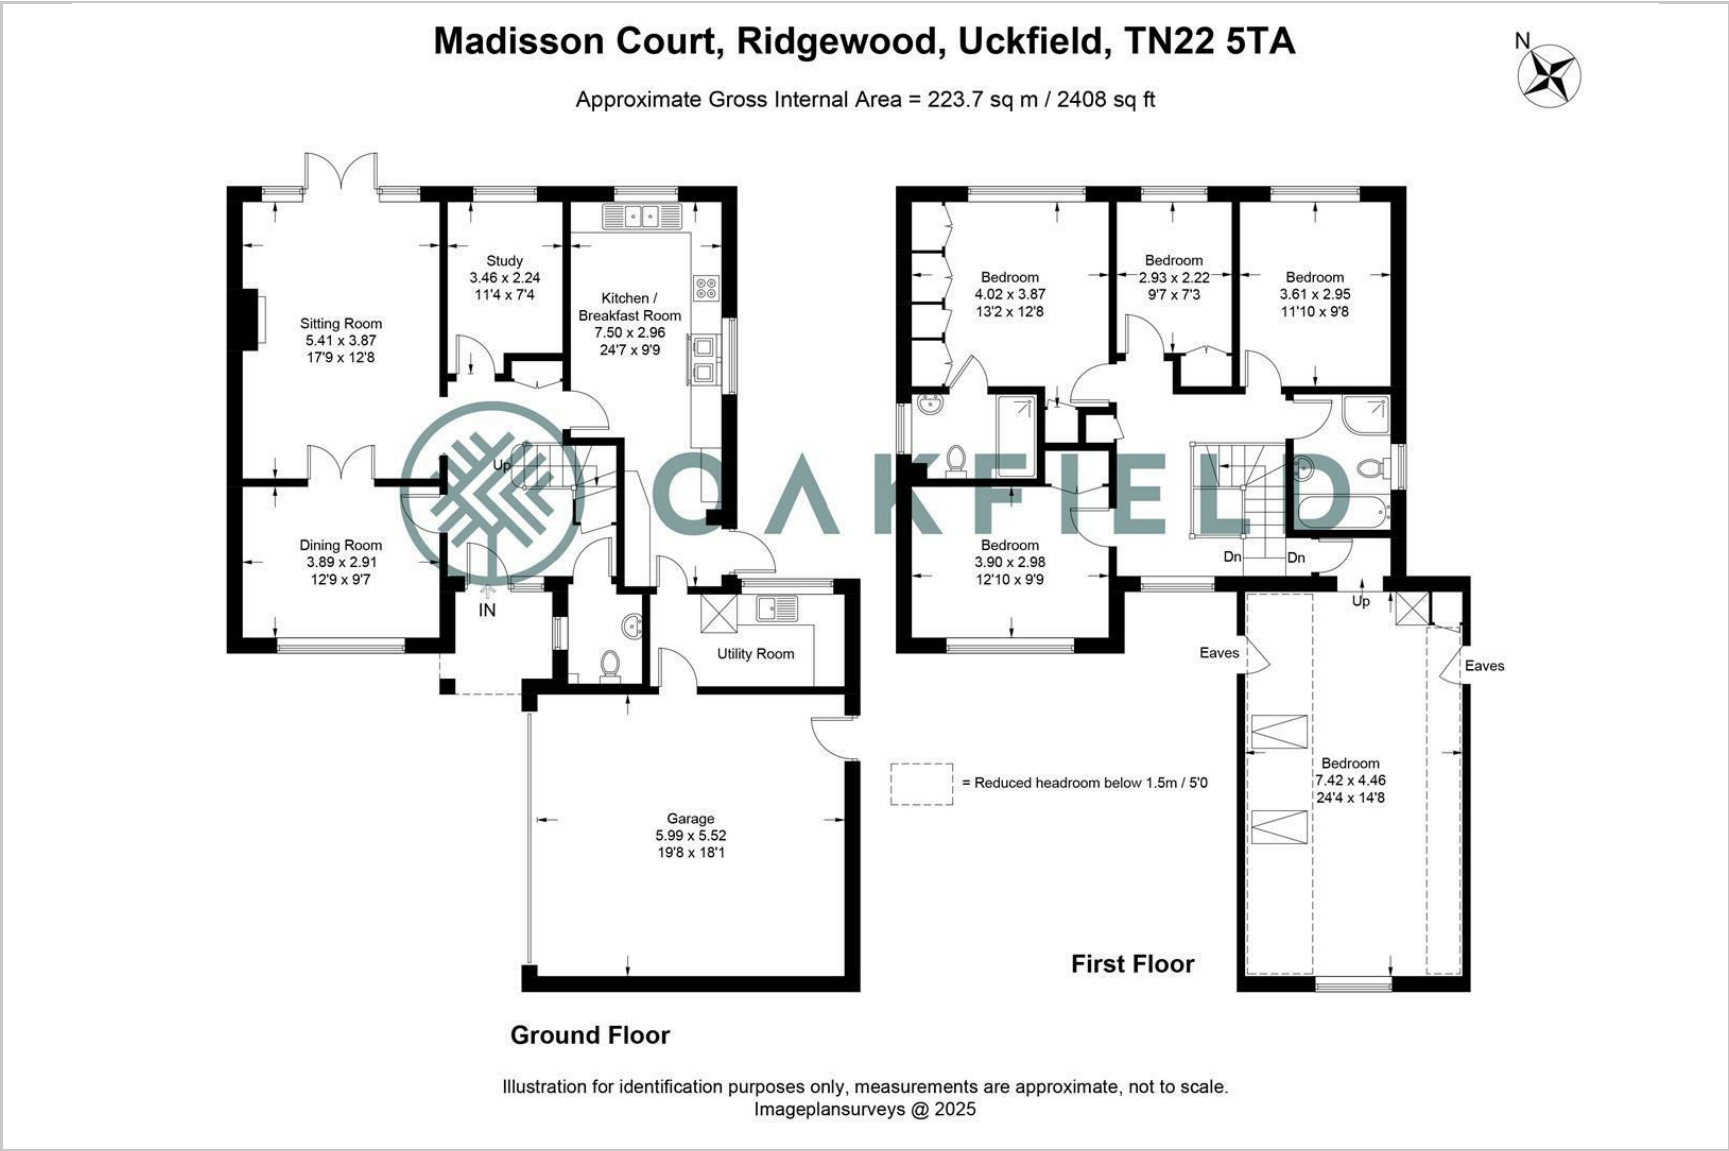 Madisson Court, Ridgewood, Uckfield, TN22 5TA
N
Approximate Gross Internal Area = 223.7 sq m / 2408 sq ft
Sitting Room
5.41 x 3.87
17'9 x 12'8
Study
3.46 x 2.24
11'4 x 7'4
Kitchen /
Breakfast Room
7.50 x 2.96
24'7 x 9'9
Up
Dining Room
3.89 x 2.91
12'9 x 9'7
IN
Utility Room
Garage
5.99 x 5.52
19'8 x 18'1
Ground Floor
OAKFIELD
Bedroom
4.02 x 3.87
13'2 x 12'8
Bedroom
2.93 x 2.22
9'7 x 7'3
Bedroom
3.61 x 2.95
11'10 x 9'8
Bedroom
3.90 x 2.98
12'10 x 9'9
Dn
Dn
Up
Eaves
Eaves
Bedroom
7.42 x 4.46
24'4 x 14'8
= Reduced headroom below 1.5m / 5'0
First Floor
Illustration for identification purposes only, measurements are approximate, not to scale.
Imageplansurveys @ 2025